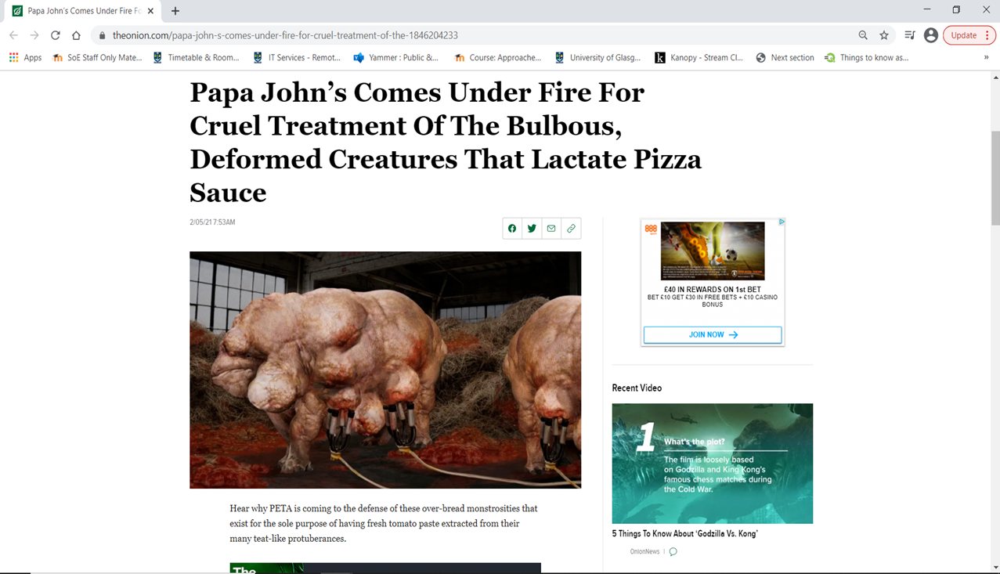 Papa John's Comes Under Fire Fo
theonion.com/papa-john-s-comes-under-fire-for-cruel-treatment-of-the-1846204233
Update
Apps
SoE Staff Only Mate...
Timetable & Room...
IT Services - Remot...
Yammer : Public &...
Course: Approache...
University of Glasg...
Kanopy - Stream Cl...
Next section
Things to know as...
»
Papa John’s Comes Under Fire For
Cruel Treatment Of The Bulbous,
Deformed Creatures That Lactate Pizza
Sauce
2/05/21 7:53AM
888
£40 IN REWARDS ON 1st BET
BET £10 GET £30 IN FREE BETS + £10 CASINO
BONUS
JOIN NOW
Recent Video
1
What's the plot?
The film is loosely based
on Godzilla and King Kong's
famous chess matches during
the Cold War.
5 Things To Know About ‘Godzilla Vs. Kong’
OnionNews
Hear why PETA is coming to the defense of these over-bread monstrosities that
exist for the sole purpose of having fresh tomato paste extracted from their
many teat-like protuberances.
The